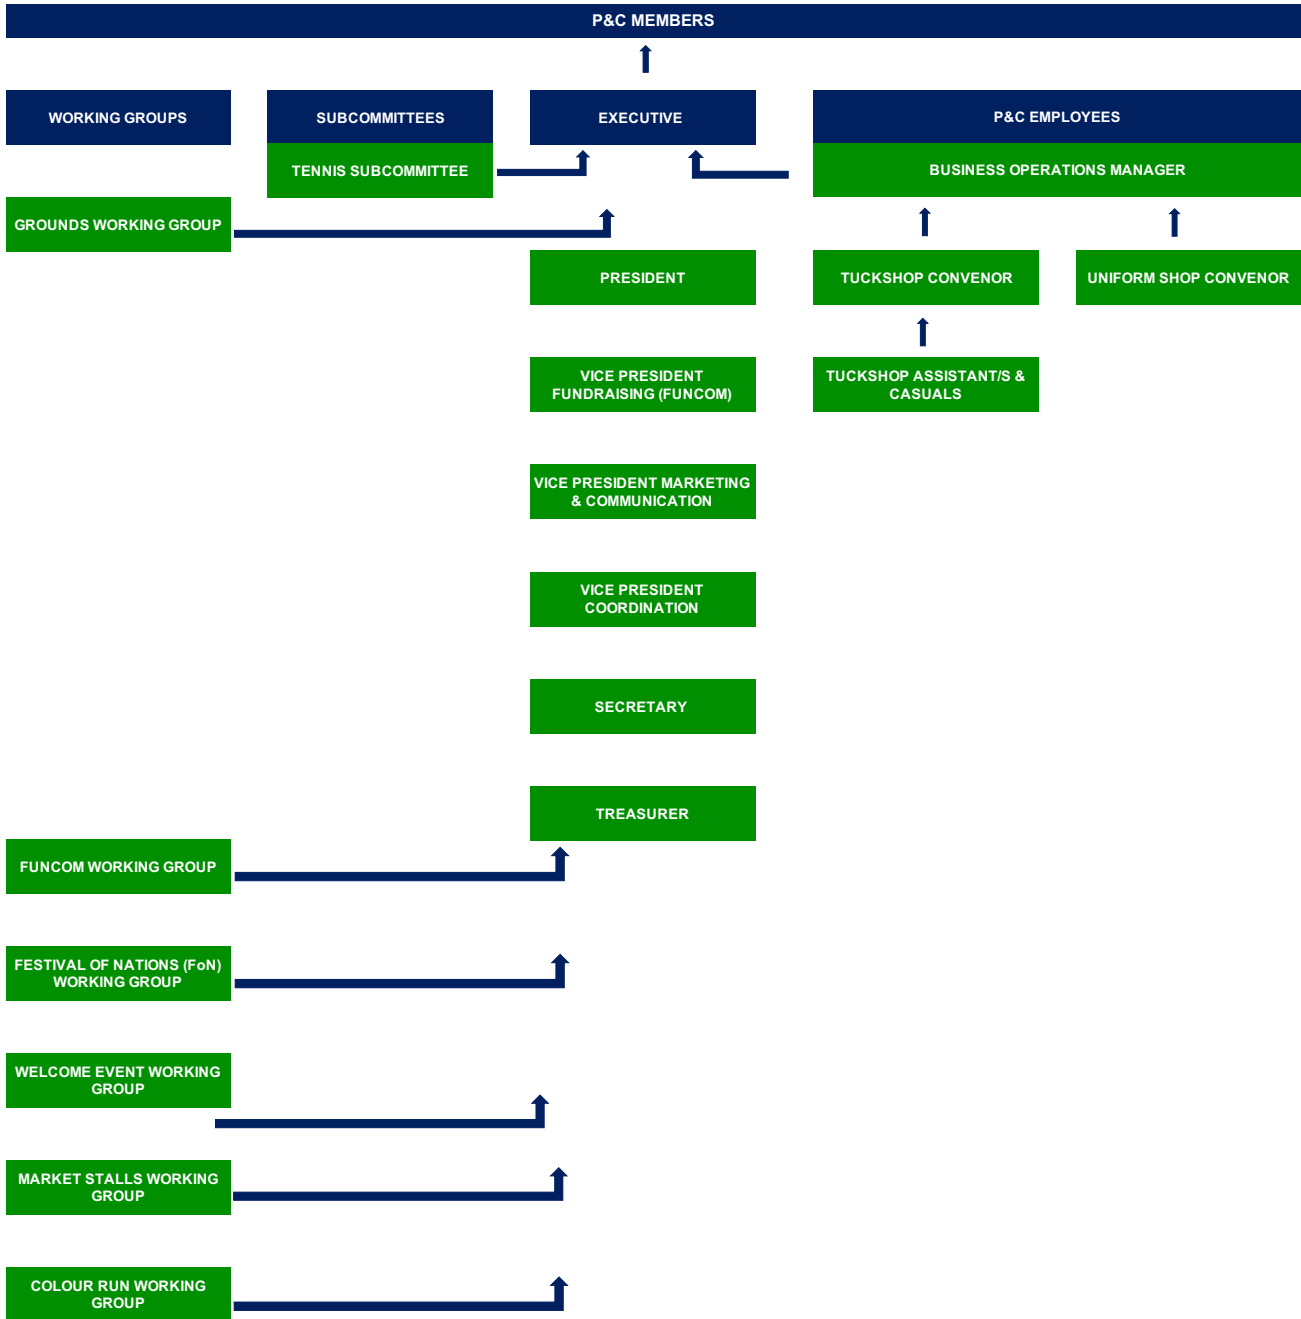 P&C MEMBERS
WORKING GROUPS
SUBCOMMITTEES
EXECUTIVE
P&C EMPLOYEES
TENNIS SUBCOMMITTEE
BUSINESS OPERATIONS MANAGER
GROUNDS WORKING GROUP
PRESIDENT
TUCKSHOP CONVENOR
UNIFORM SHOP CONVENOR
VICE PRESIDENT
FUNDRAISING (FUNCOM)
TUCKSHOP ASSISTANT/S &
CASUALS
VICE PRESIDENT MARKETING
& COMMUNICATION
VICE PRESIDENT
COORDINATION
SECRETARY
TREASURER
FUNCOM WORKING GROUP
FESTIVAL OF NATIONS (FoN)
WORKING GROUP
WELCOME EVENT WORKING
GROUP
MARKET STALLS WORKING
GROUP
COLOUR RUN WORKING
GROUP